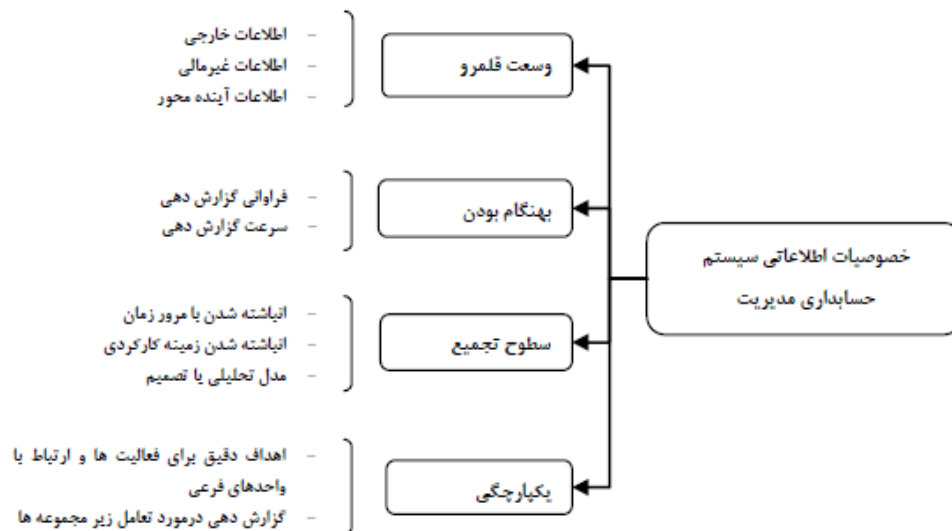 خصوصیات اطلاعاتی سیستم
حسابداری مدیریت
وسعت قلمرو
- اطلاعات خارجی
- اطلاعات غیرمالی
- اطلاعات آینده محور
بهنگام بودن
- فراوانی گزارش دهی
- سرعت گزارش دهی
سطوح تجمیع
- انباشته شدن با مرور زمان
- انباشته شدن زمینه کارکردی
- مدل تحلیلی یا تصمیم
یکپارچگی
- اهداف دقیق برای فعالیت ها و ارتباط با
واحدهای فرعی
- گزارش دهی درمورد تعامل زیر مجموعه ها